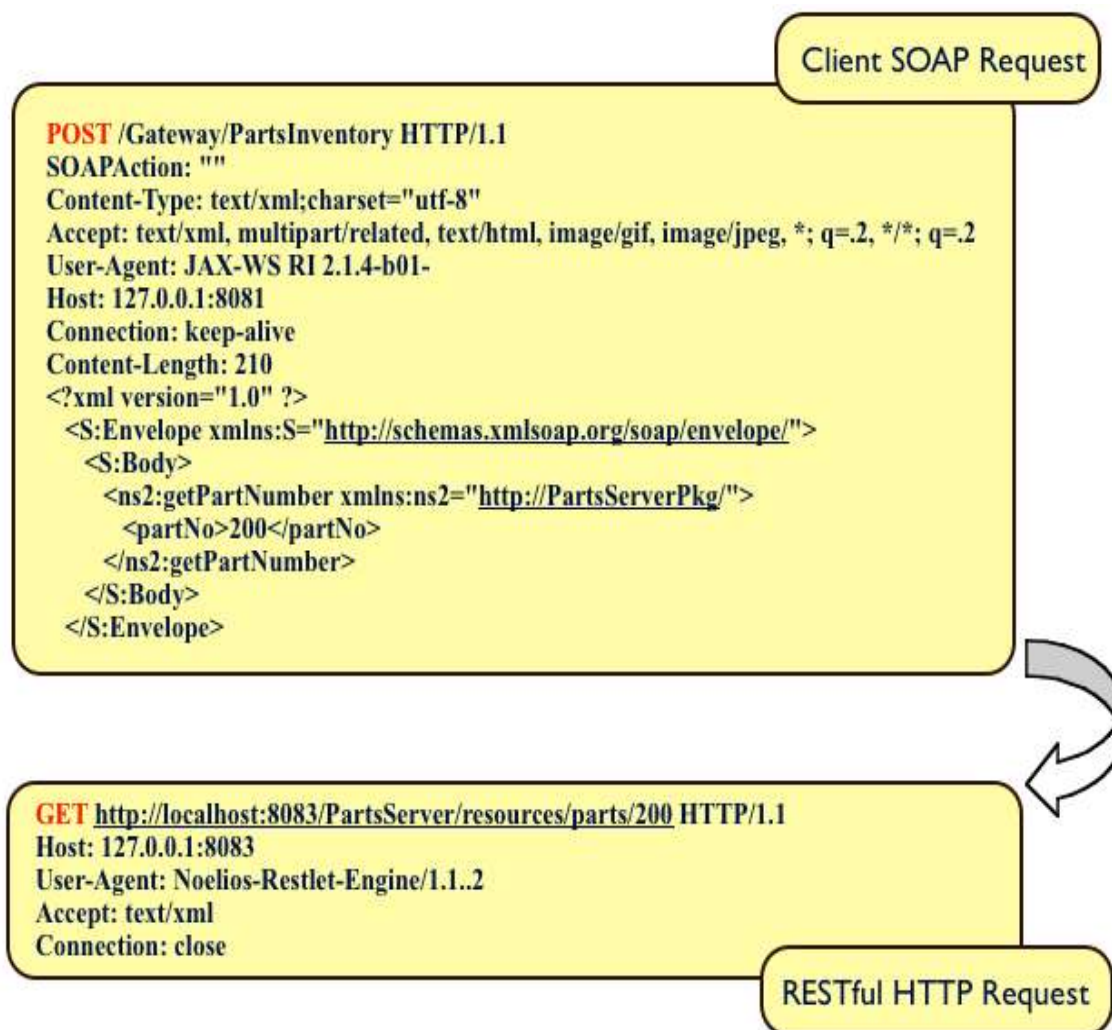 Client SOAP Request
POST /Gateway/PartsInventory HTTP/1.1
SOAPAction: ""
Content-Type: text/xml;charset="utf-8"
Accept: text/xml, multipart/related, text/html, image/gif, image/jpeg, *; q=.2, */*; q=.2
User-Agent: JAX-WS RI 2.1.4-b01-
Host: 127.0.0.1:8081
Connection: keep-alive
Content-Length: 210
<?xml version="1.0" ?>
<S:Envelope xmlns:S="http://schemas.xmlsoap.org/soap/envelope/">
<S:Body>
<ns2:getPartNumber xmlns:ns2="http://PartsServerPkg/">
<partNo>200</partNo>
</ns2:getPartNumber>
</S:Body>
</S:Envelope>
GET http://localhost:8083/PartsServer/resources/parts/200 HTTP/1.1
Host: 127.0.0.1:8083
User-Agent: Noelios-Restlet-Engine/1.1..2
Accept: text/xml
Connection: close
RESTful HTTP Request